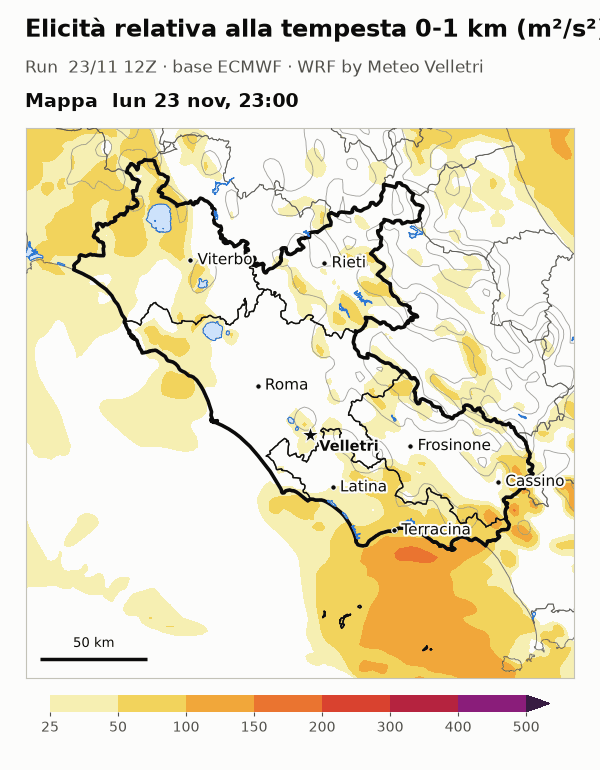 Elicità relativa alla tempesta 0-1 km (m²/s²)
Run  23/11 12Z · base ECMWF · WRF by Meteo Velletri
Mappa  lun 23 nov, 23:00
Viterbo
Rieti
Roma
Velletri
Frosinone
Latina
Cassino
Terracina
50 km
25 50 100 150 200 300 400 500